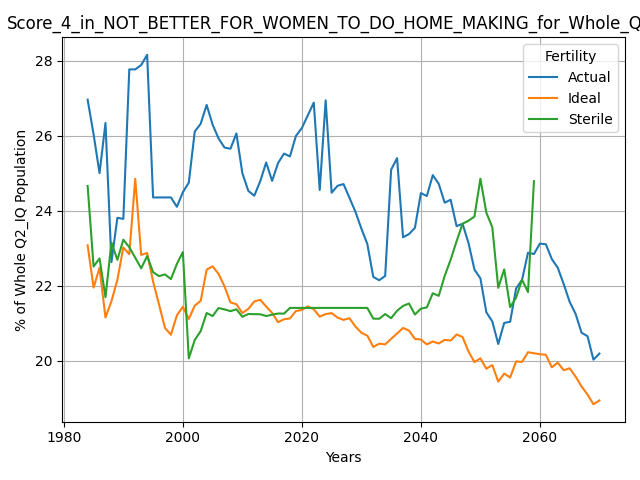 Score_4_in_NOT_BETTER_FOR_WOMEN_TO_DO_HOME_MAKING_for_Whole_Q
% of Whole Q2_IQ Population
28
26
24
22
20
1980
2000
2020
2040
2060
Years
Fertility
Actual
Ideal
Sterile